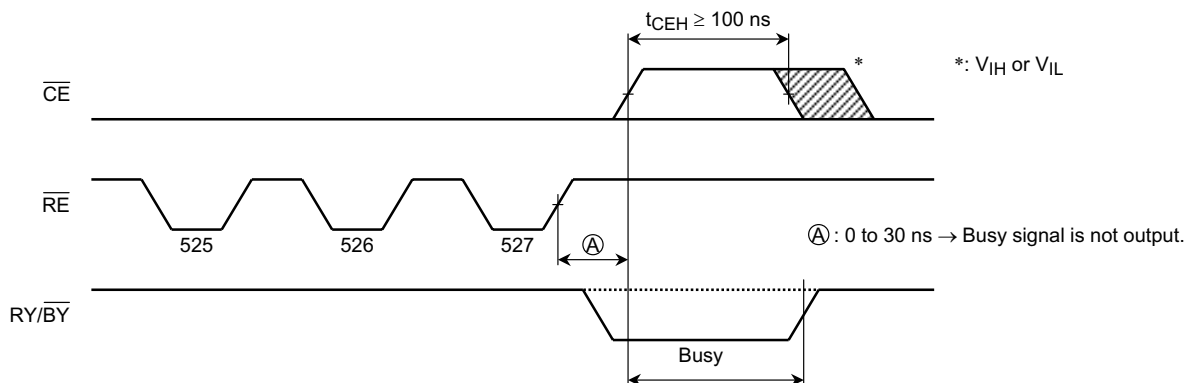 tCEH ≥ 100 ns
CE
*
*: VIH or VIL
RE
525
526
527
A
Ⓐ : 0 to 30 ns → Busy signal is not output.
RY/BY
Busy